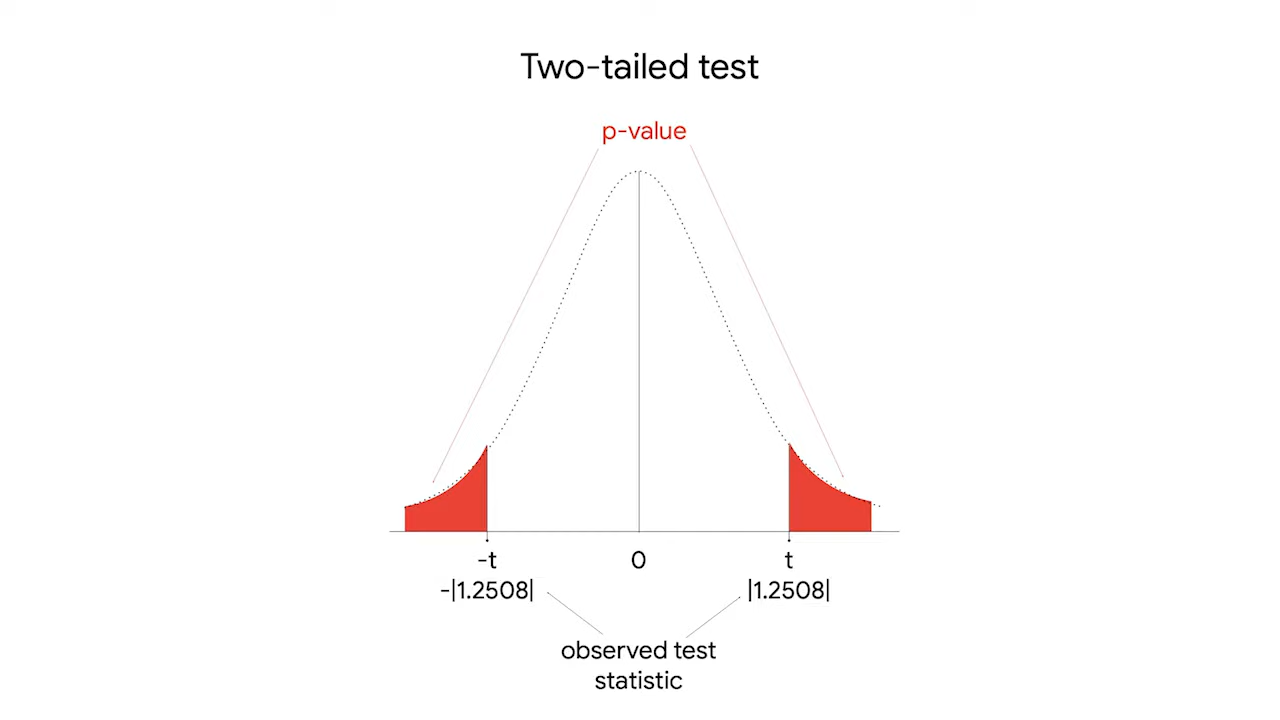 Two-tailed test
p-value
-t
0
t
-|1.2508|
|1.2508|
observed test
statistic